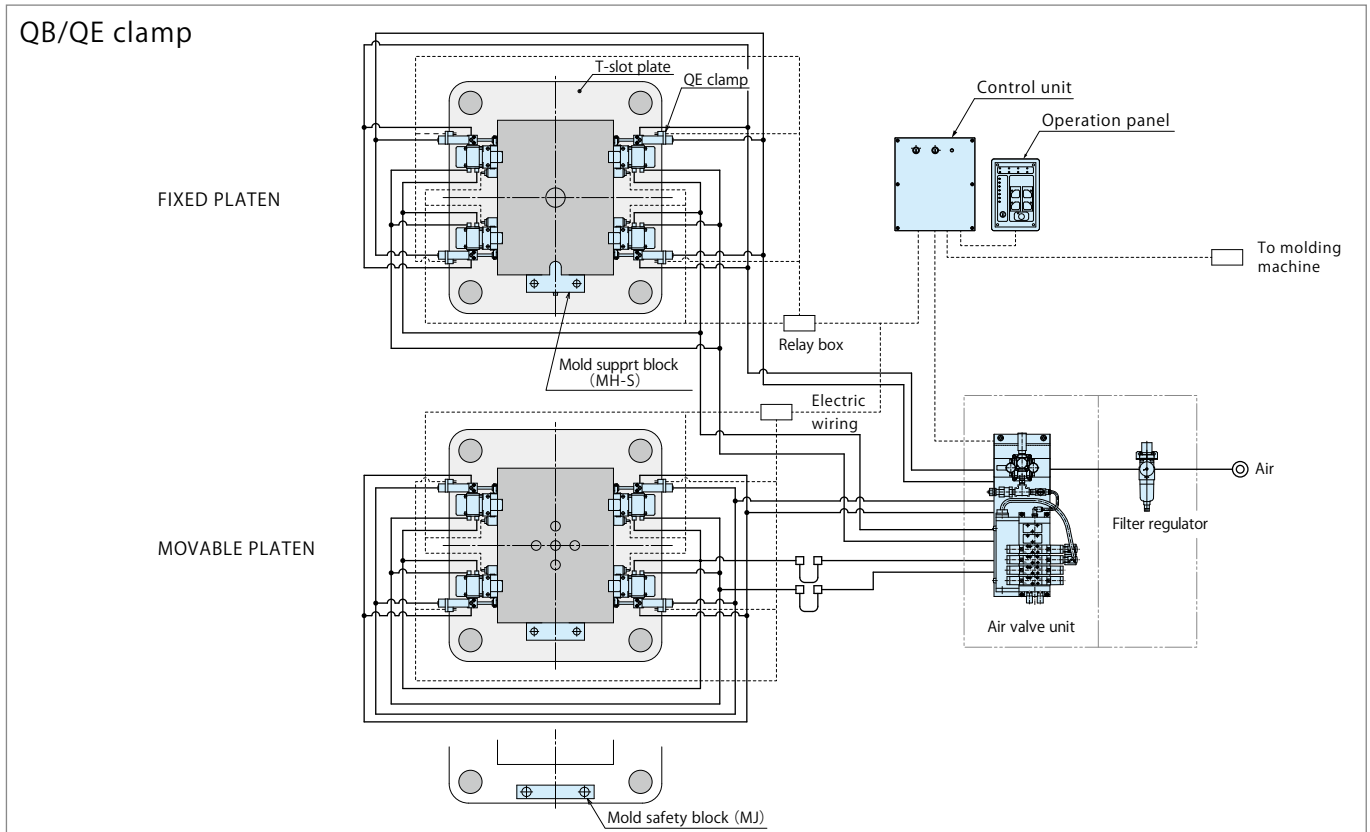 QB/QE clamp
T-slot plate
QE clamp
Control unit
Operation panel
FIXED PLATEN
To molding
machine
Relay box
Mold supprt block
(MH-S)
Electric
wiring
Air
Filter regulator
MOVABLE PLATEN
Air valve unit
Mold safety block (MJ)